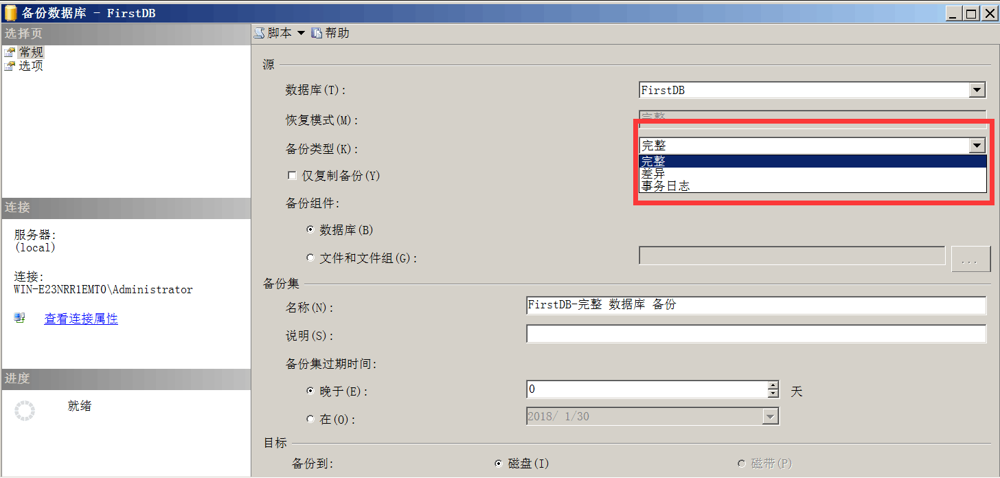 备份数据库 - FirstDB
选择页
常规
选项
脚本 帮助
源
数据库(T): FirstDB
恢复模式(M): 完整
备份类型(K): 完整
完整
差异
事务日志
仅复制备份(Y)
备份组件:
数据库(B)
文件和文件组(G): ...
备份集
名称(N): FirstDB-完整 数据库 备份
说明(S):
备份集过期时间:
晚于(E): 0 天
在(O): 2018/ 1/30
目标
备份到: 磁盘(I) 磁带(P)
连接
服务器:
(local)
连接:
WIN-E23NRR1EMT0\Administrator
查看连接属性
进度
就绪